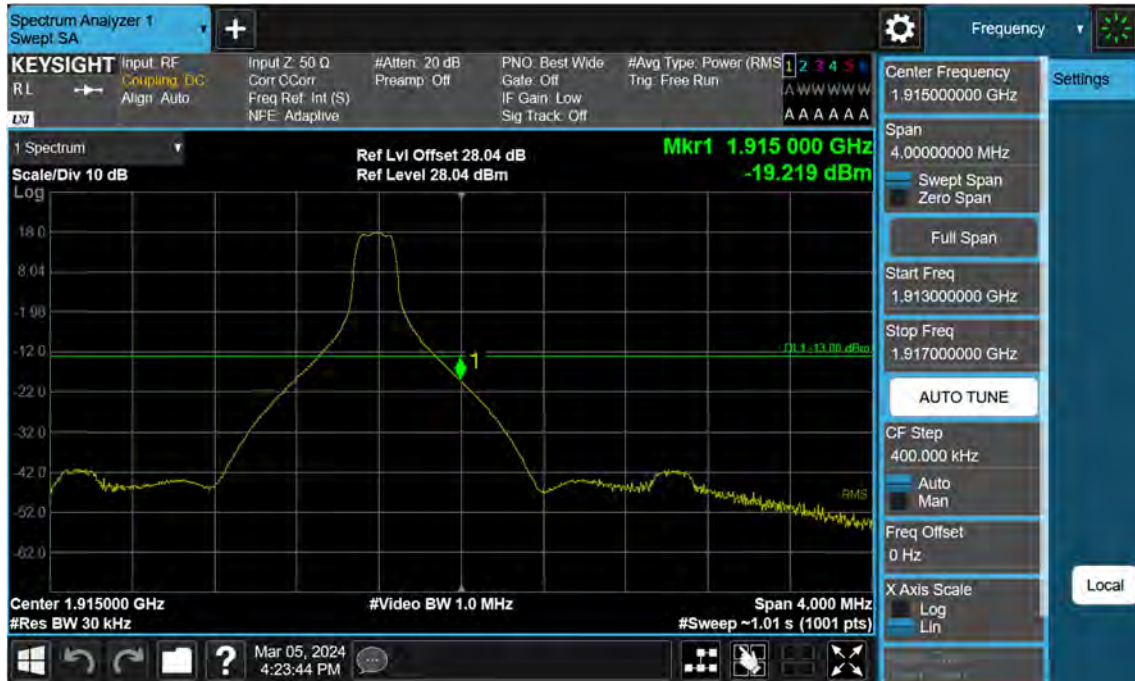 Spectrum Analyzer 1
Swept SA
+
Frequency
KEYSIGHT
RL
LXI
Input: RF
Coupling: DC
Align: Auto
Input Z: 50 Ω
Corr CCorr
Freq Ref: Int (S)
NFE: Adaptive
#Atten: 20 dB
Preamp: Off
PNO: Best Wide
Gate: Off
IF Gain: Low
Sig Track: Off
#Avg Type: Power (RMS
Trig: Free Run
1 2 3 4 5 6
A W W W W W
A A A A A A
1 Spectrum
Scale/Div 10 dB
Log
Ref Lvl Offset 28.04 dB
Ref Level 28.04 dBm
Mkr1 1.915 000 GHz
-19.219 dBm
18.0
8.04
-1.96
-12.0
-22.0
-32.0
-42.0
-52.0
-62.0
DL1 -13.00 dBm
1
RMS
Center 1.915000 GHz
#Res BW 30 kHz
#Video BW 1.0 MHz
Span 4.000 MHz
#Sweep ~1.01 s (1001 pts)
Center Frequency
1.915000000 GHz
Settings
Span
4.00000000 MHz
Swept Span
Zero Span
Full Span
Start Freq
1.913000000 GHz
Stop Freq
1.917000000 GHz
AUTO TUNE
CF Step
400.000 kHz
Auto
Man
Freq Offset
0 Hz
X Axis Scale
Log
Lin
Local
?
Mar 05, 2024
4:23:44 PM